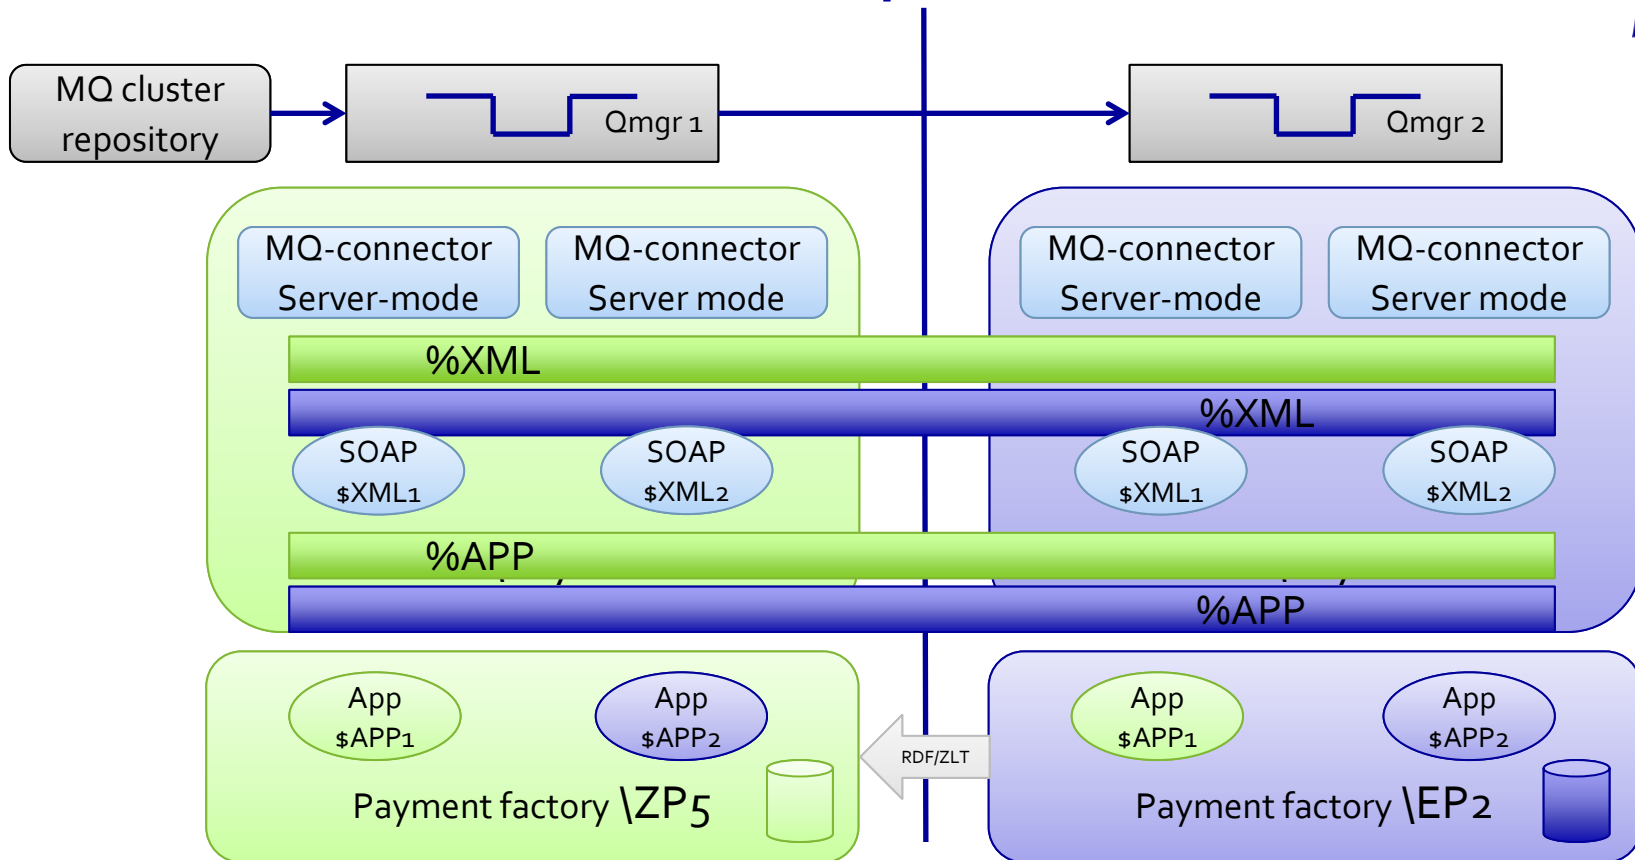 MQ cluster
repository
Qmgr 1
Qmgr 2
MQ-connector
Server-mode
MQ-connector
Server mode
MQ-connector
Server-mode
MQ-connector
Server mode
%XML
%XML
SOAP
$XML1
SOAP
$XML2
SOAP
$XML1
SOAP
$XML2
%APP
%APP
App
$APP1
App
$APP2
App
$APP1
App
$APP2
RDF/ZLT
Payment factory \ZP5
Payment factory \EP2